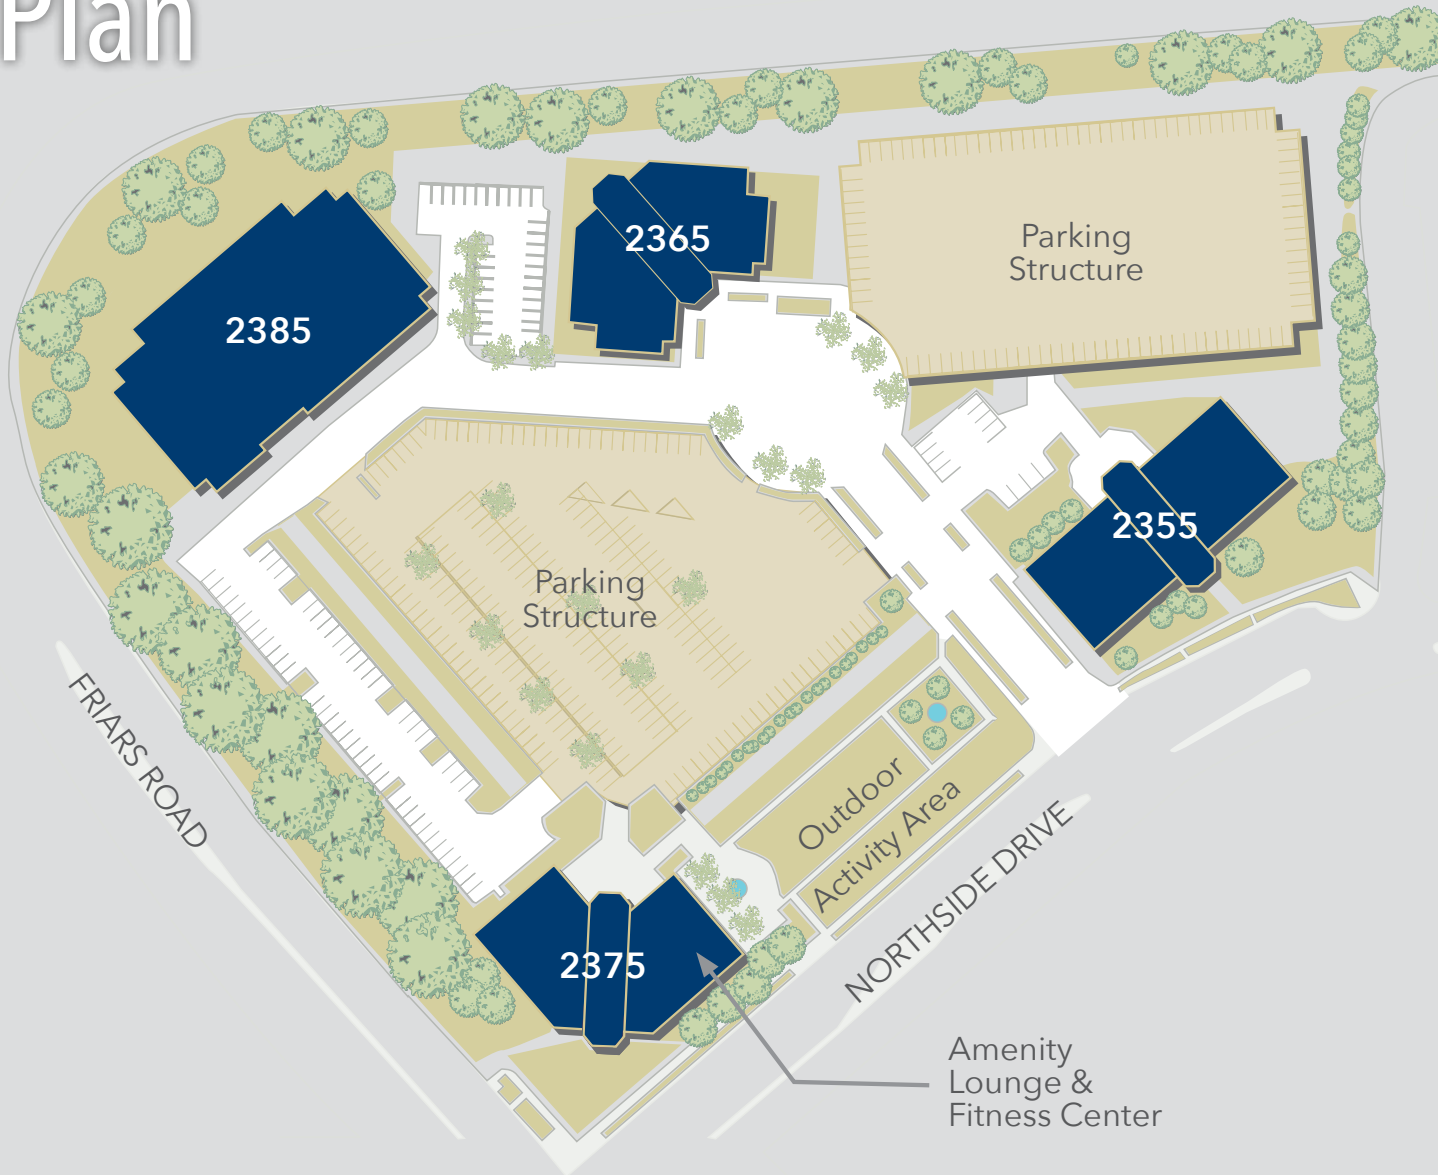 Plan
2365
Parking
Structure
2385
2355
Parking
Structure
FRIARS ROAD
Outdoor
Activity Area
NORTHSIDE DRIVE
2375
Amenity
Lounge &
Fitness Center